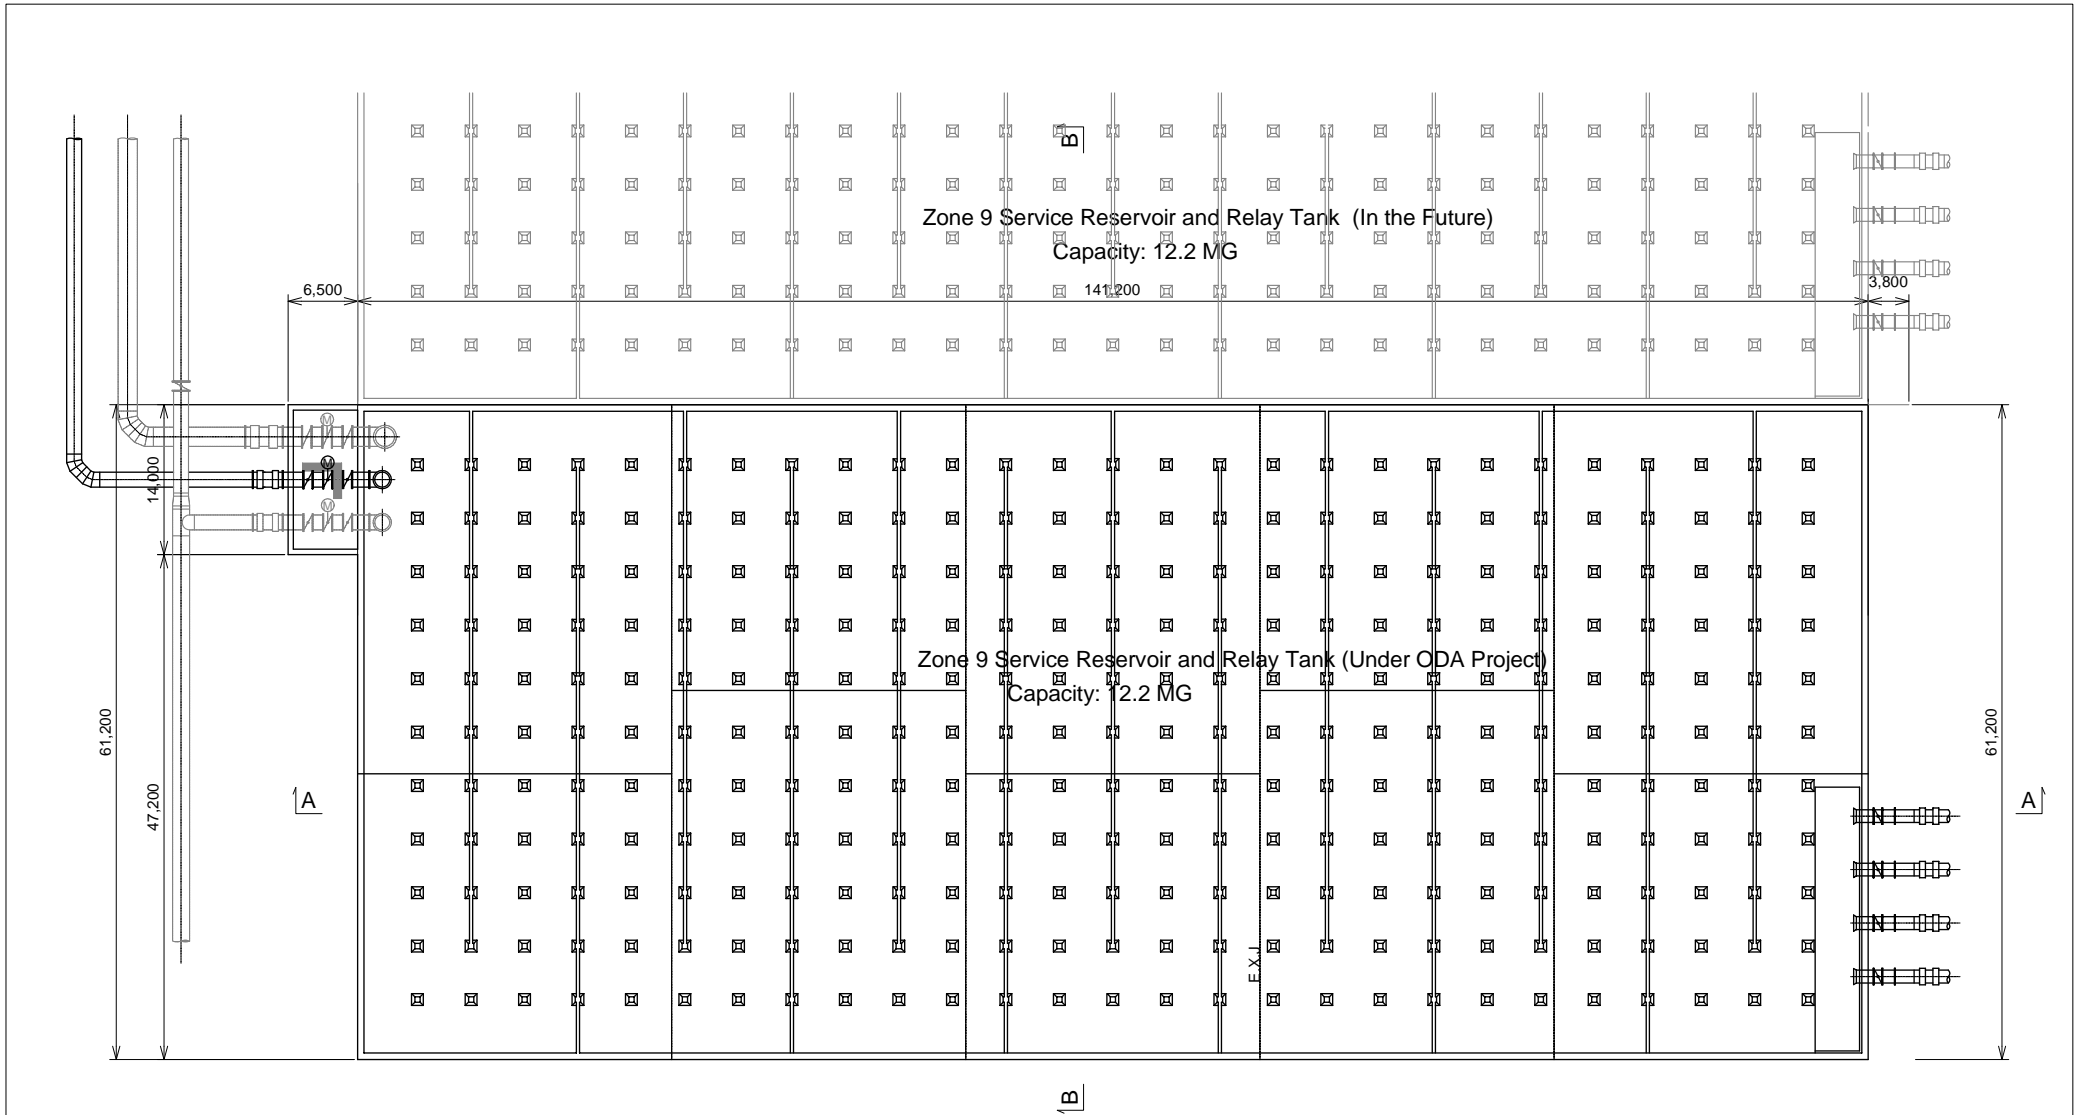 B
Zone 9 Service Reservoir and Relay Tank (In the Future)
Capacity: 12.2 MG
6,500
141,200
3,800
M
M
M
14,000
Zone 9 Service Reservoir and Relay Tank (Under ODA Project)
Capacity: 12.2 MG
61,200
47,200
61,200
A
A
E.X.J
B